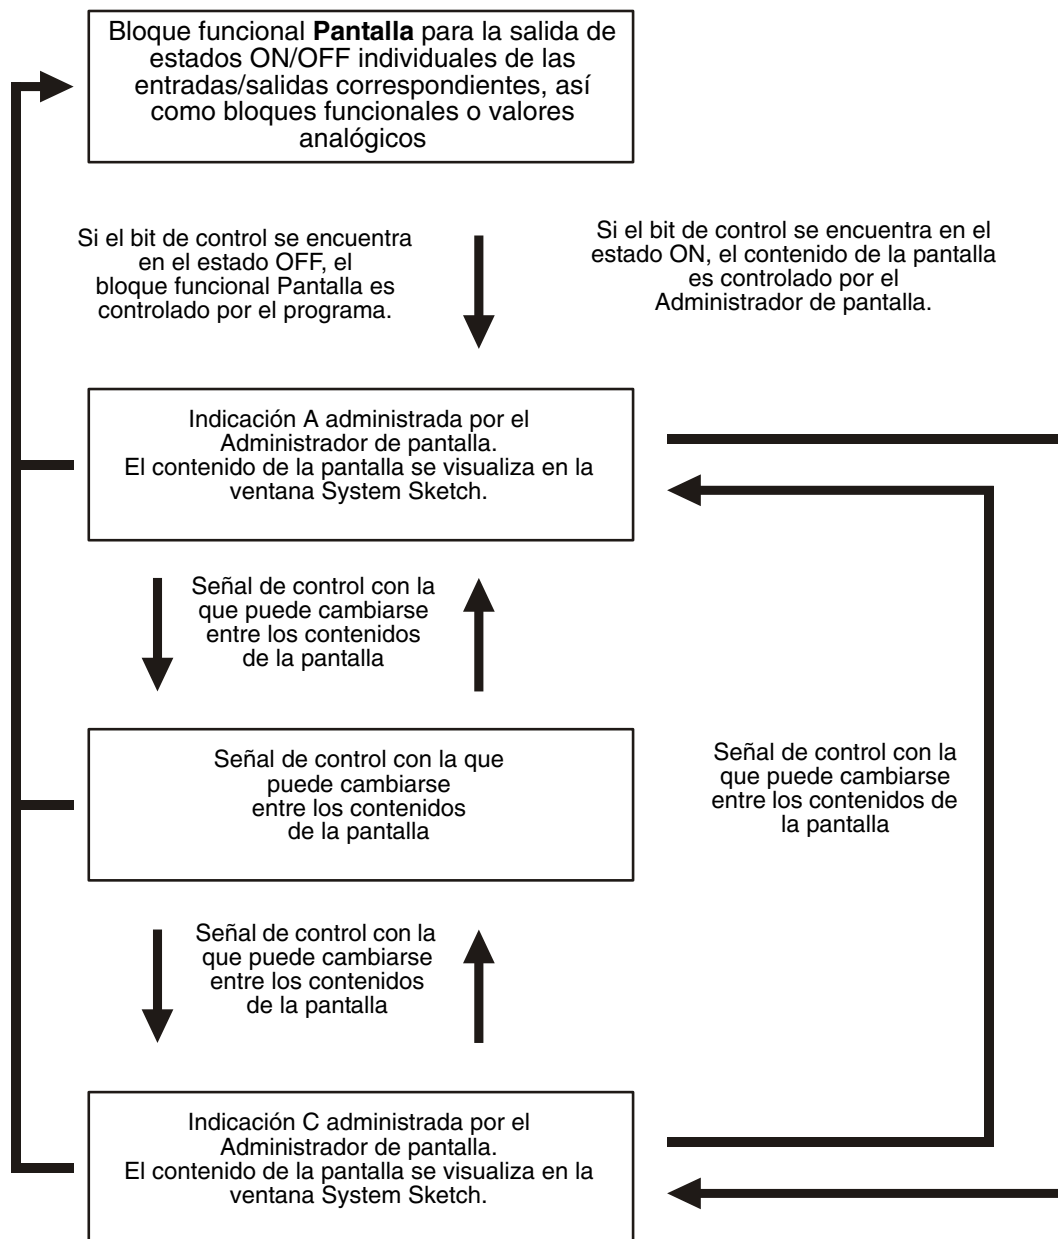 Bloque funcional Pantalla para la salida de
estados ON/OFF individuales de las
entradas/salidas correspondientes, así
como bloques funcionales o valores
analógicos
Si el bit de control se encuentra
en el estado OFF, el
bloque funcional Pantalla es
controlado por el programa.
Si el bit de control se encuentra en el
estado ON, el contenido de la pantalla
es controlado por el
Administrador de pantalla.
Indicación A administrada por el
Administrador de pantalla.
El contenido de la pantalla se visualiza en la
ventana System Sketch.
Señal de control con la
que puede cambiarse
entre los contenidos
de la pantalla
Señal de control con la que
puede cambiarse
entre los contenidos
de la pantalla
Señal de control con la
que puede cambiarse
entre los contenidos de
la pantalla
Señal de control con la
que puede cambiarse
entre los contenidos
de la pantalla
Indicación C administrada por el
Administrador de pantalla.
El contenido de la pantalla se visualiza en la
ventana System Sketch.